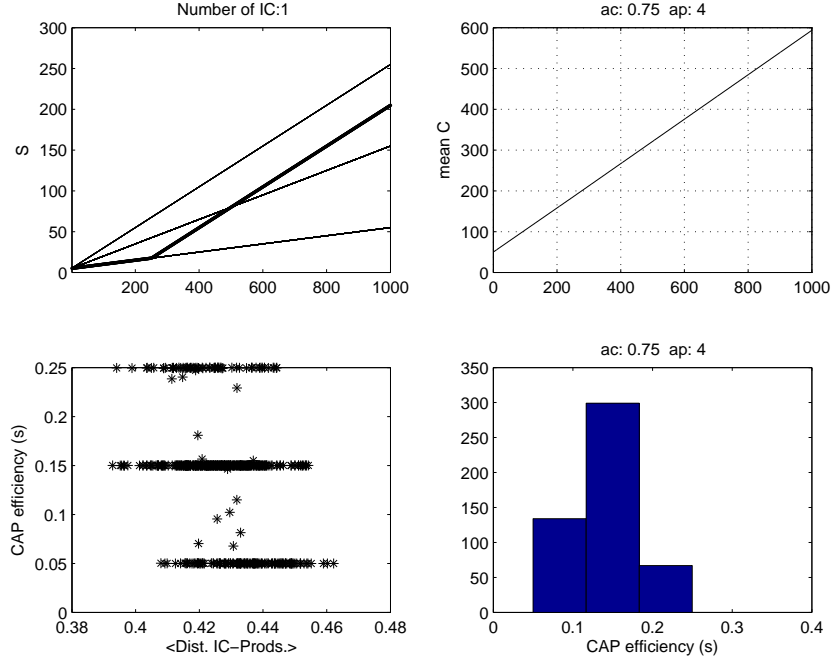 Number of IC:1
300
250
200
150
100
50
0
S
200 400 600 800 1000
ac: 0.75 ap: 4
600
500
400
300
200
100
0
mean C
0 200 400 600 800 1000
0.25
0.2
0.15
0.1
0.05
0
CAP efficiency (s)
0.38 0.4 0.42 0.44 0.46 0.48
<Dist. IC−Prods.>
ac: 0.75 ap: 4
350
300
250
200
150
100
50
0
0 0.1 0.2 0.3 0.4
CAP efficiency (s)